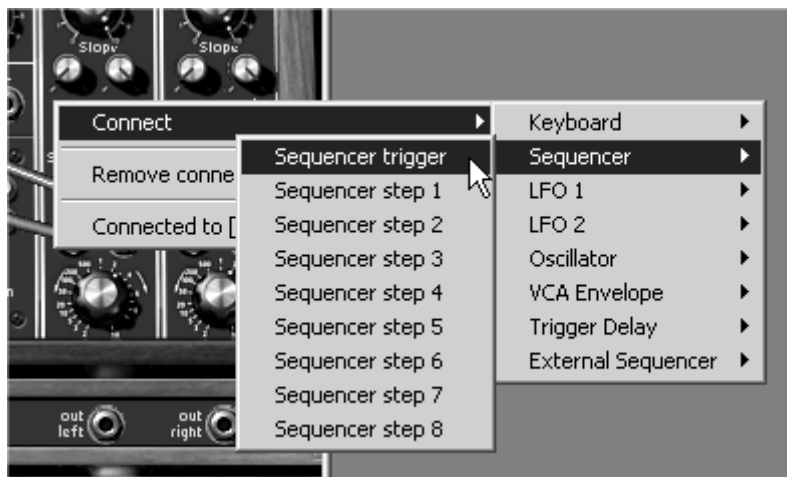 Slope
Slope
Connect
Remove conne
Connected to [
Keyboard
Sequencer
LFO 1
LFO 2
Oscillator
VCA Envelope
Trigger Delay
External Sequencer
Sequencer trigger
Sequencer step 1
Sequencer step 2
Sequencer step 3
Sequencer step 4
Sequencer step 5
Sequencer step 6
Sequencer step 7
Sequencer step 8
out
left
out
right